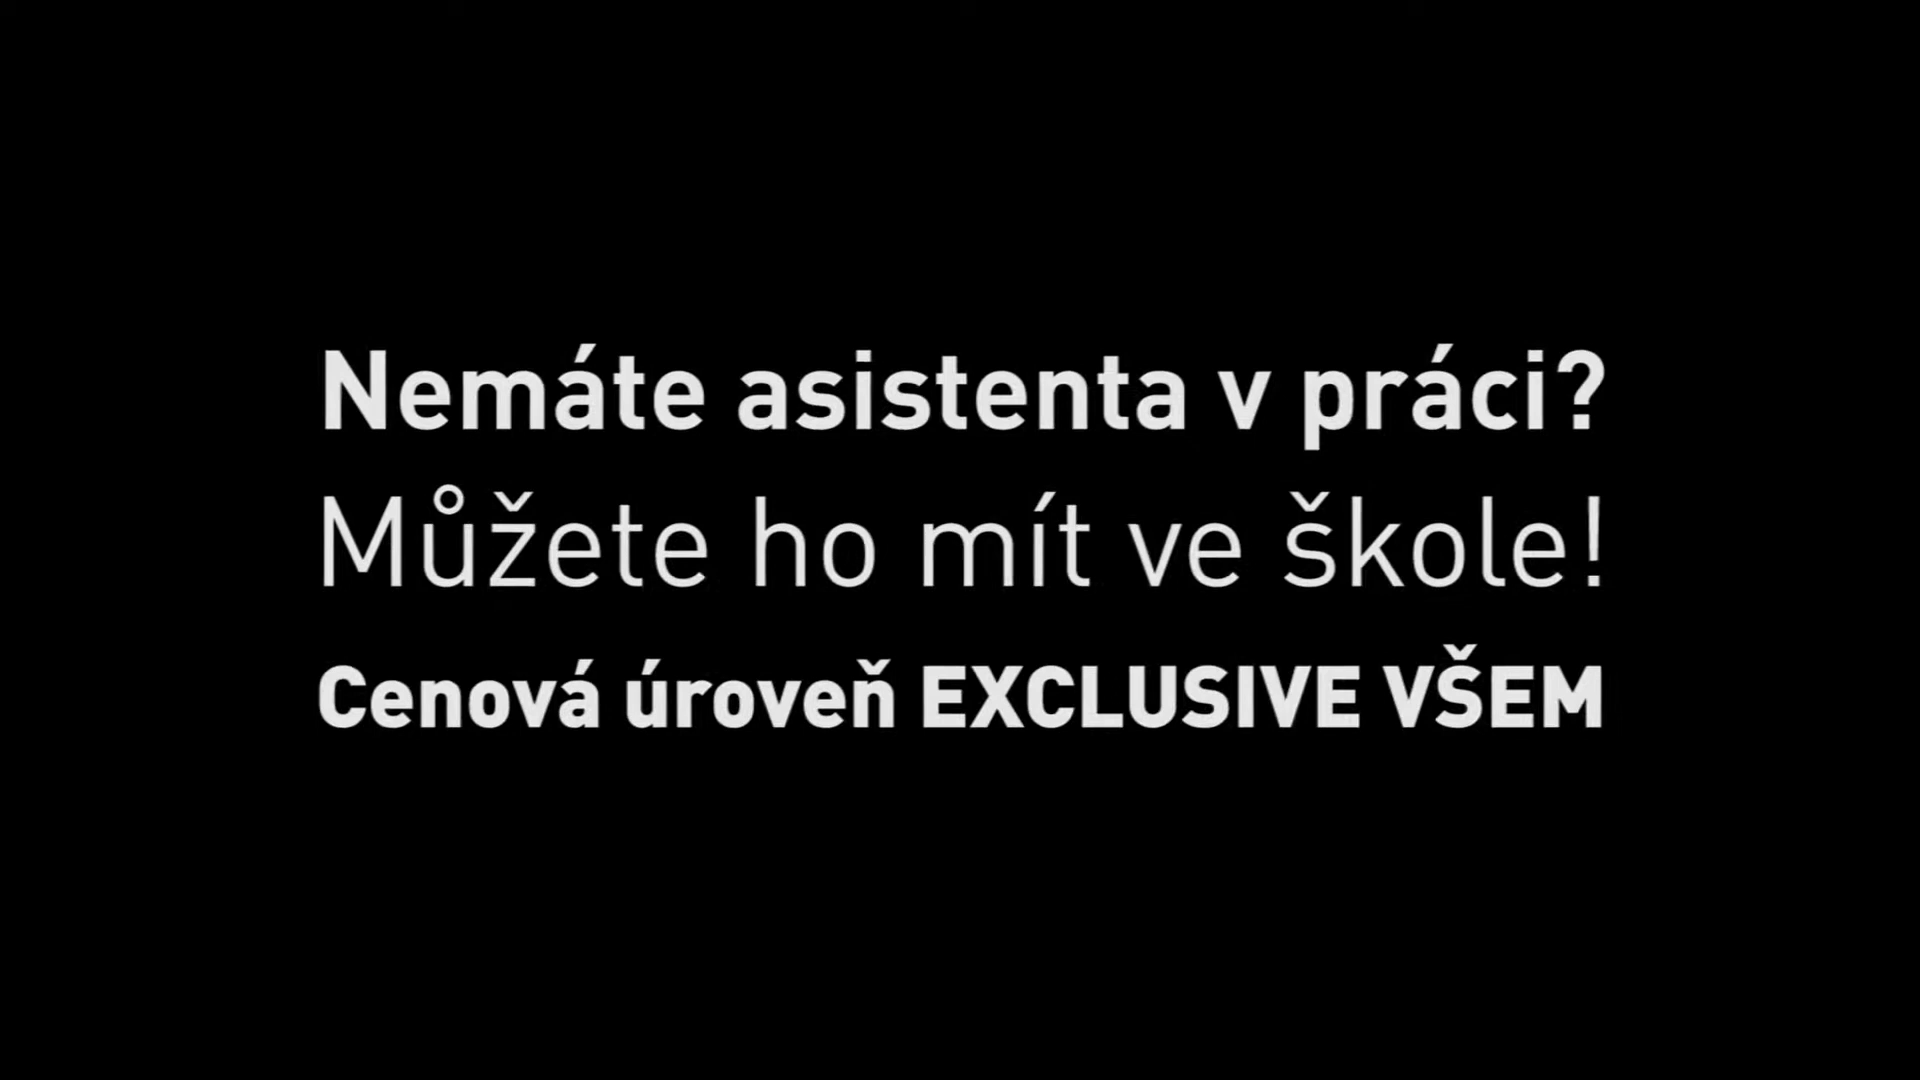 Nemáte asistenta v práci?
Můžete ho mít ve škole!
Cenová úroveň EXCLUSIVE VŠEM